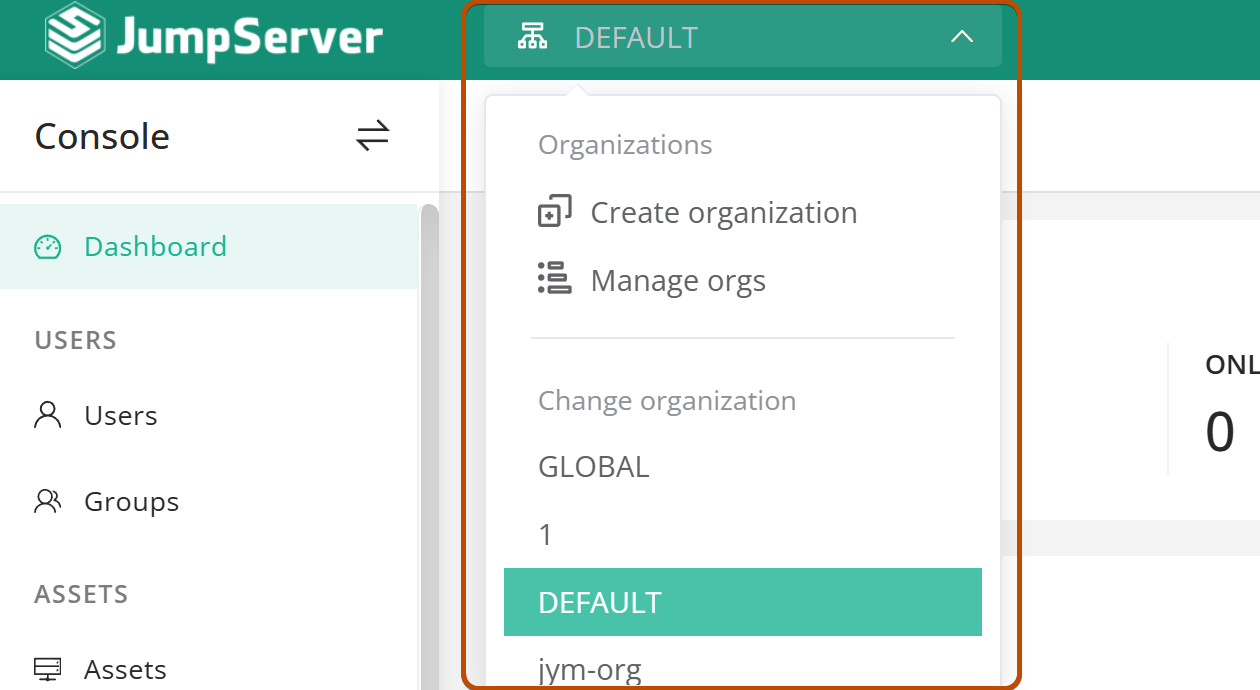 JumpServer
DEFAULT
Console
Dashboard
USERS
Users
Groups
ASSETS
Assets
Organizations
Create organization
Manage orgs
Change organization
GLOBAL
1
DEFAULT
jym-org
ONL
0